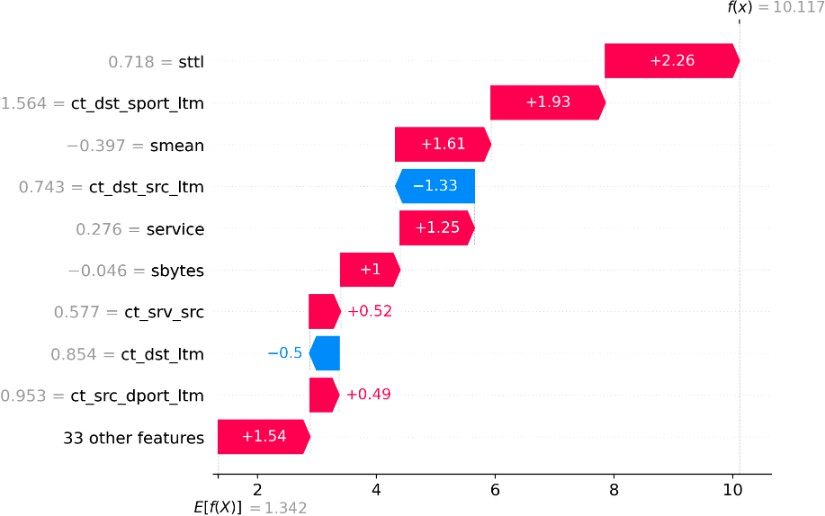 f(x) = 10.117
0.718 = sttl
+2.26
1.564 = ct_dst_sport_ltm
+1.93
−0.397 = smean
+1.61
0.743 = ct_dst_src_ltm
−1.33
0.276 = service
+1.25
−0.046 = sbytes
+1
0.577 = ct_srv_src
+0.52
0.854 = ct_dst_ltm
−0.5
0.953 = ct_src_dport_ltm
+0.49
33 other features
+1.54
2 4 6 8 10
E[f(X)] = 1.342